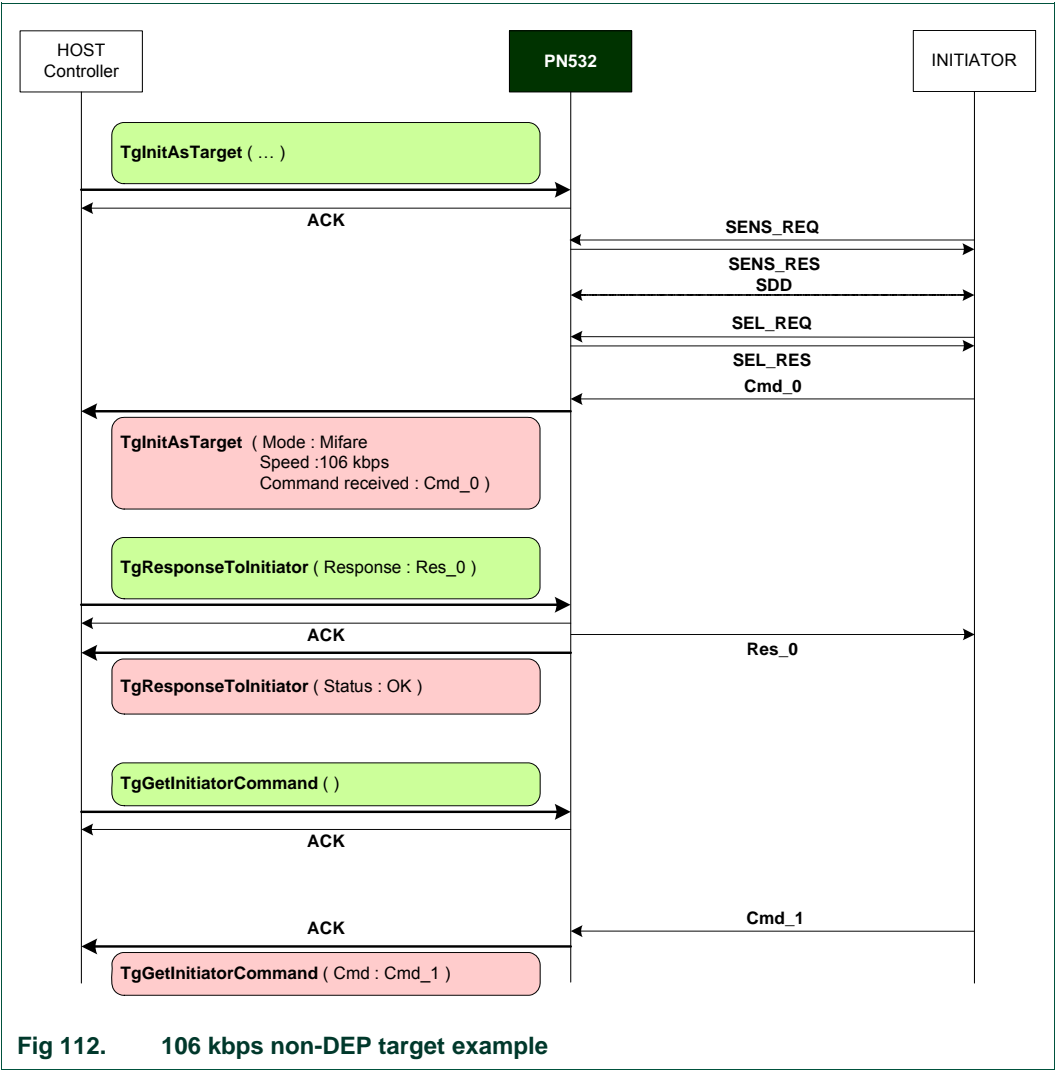 HOST
Controller
PN532
INITIATOR
TgInitAsTarget ( … )
ACK
SENS_REQ
SENS_RES
SDD
SEL_REQ
SEL_RES
Cmd_0
TgInitAsTarget ( Mode : Mifare
Speed :106 kbps
Command received : Cmd_0 )
TgResponseToInitiator ( Response : Res_0 )
ACK
Res_0
TgResponseToInitiator ( Status : OK )
TgGetInitiatorCommand ( )
ACK
Cmd_1
ACK
TgGetInitiatorCommand ( Cmd : Cmd_1 )
Fig 112. 106 kbps non-DEP target example